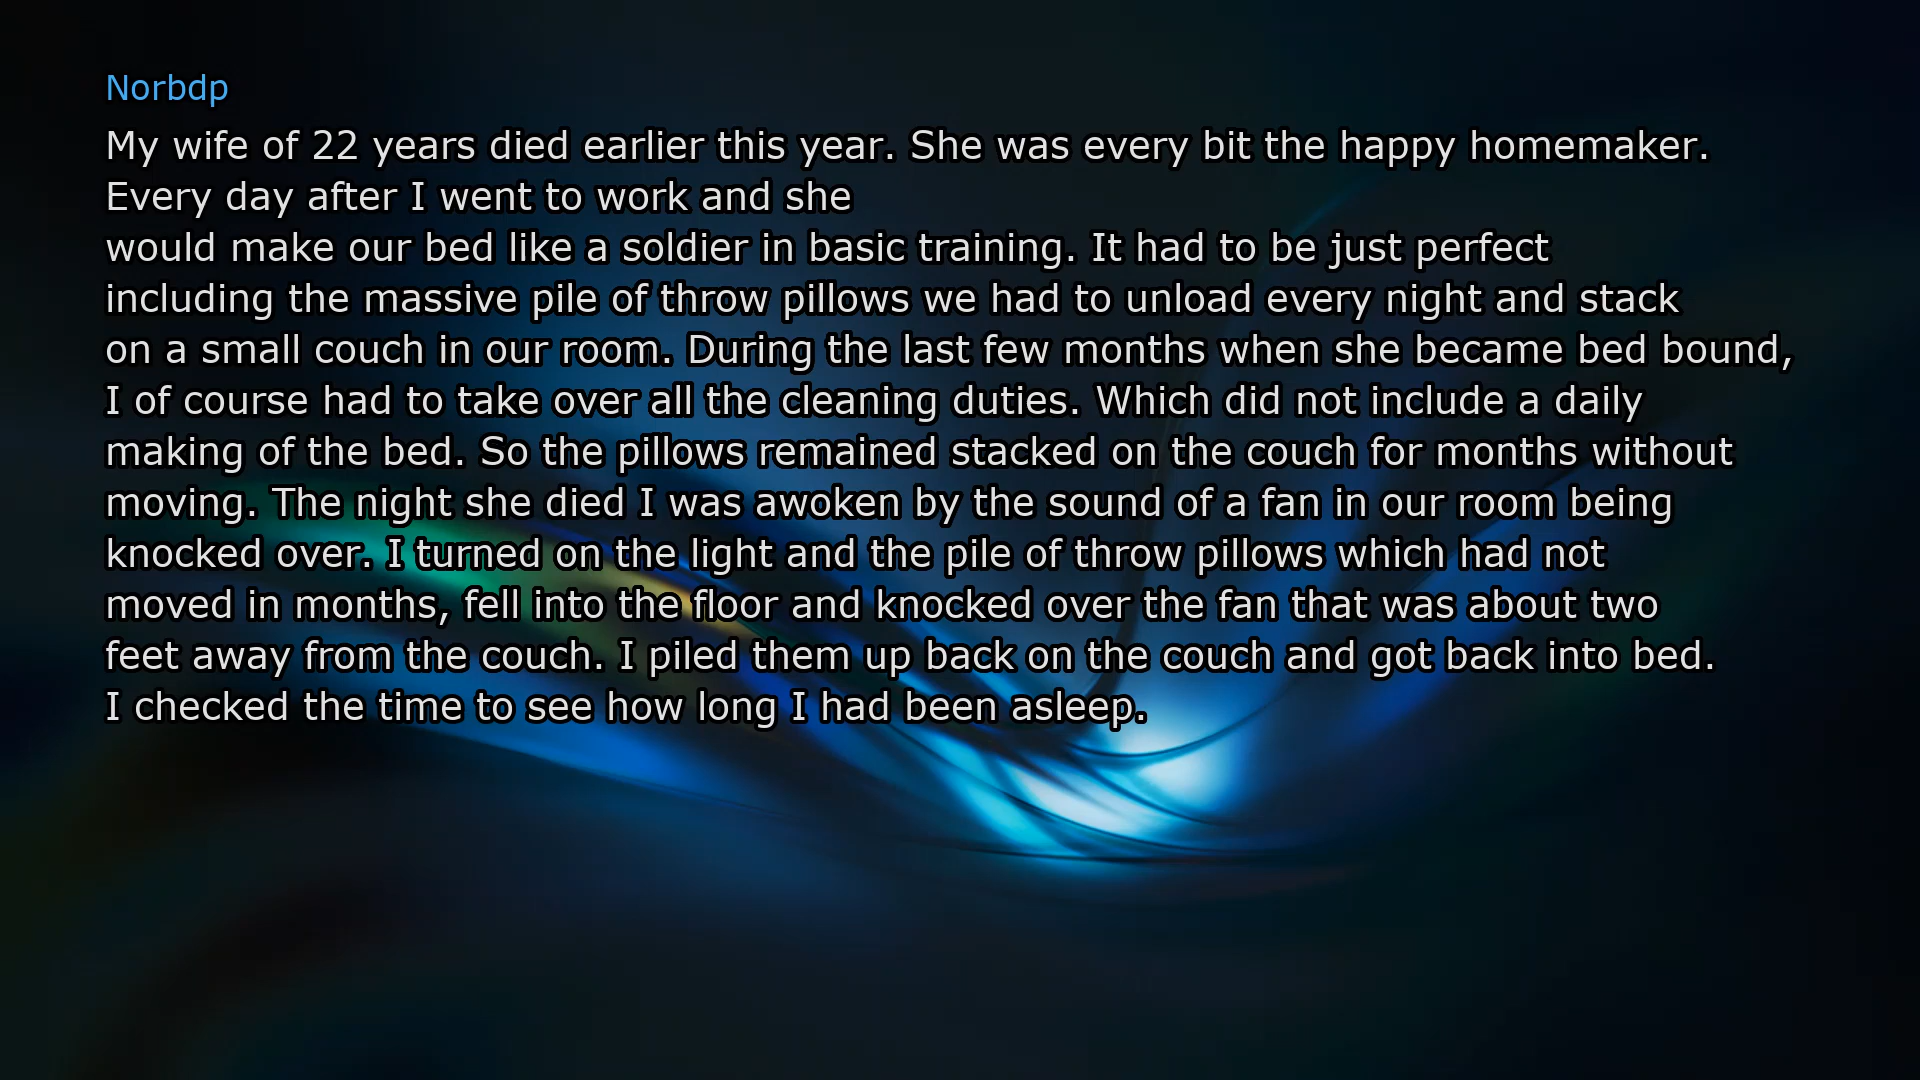 Norbdp
My wife of 22 years died earlier this year. She was every bit the happy homemaker.
Every day after I went to work and she
would make our bed like a soldier in basic training. It had to be just perfect
including the massive pile of throw pillows we had to unload every night and stack
on a small couch in our room. During the last few months when she became bed bound,
I of course had to take over all the cleaning duties. Which did not include a daily
making of the bed. So the pillows remained stacked on the couch for months without
moving. The night she died I was awoken by the sound of a fan in our room being
knocked over. I turned on the light and the pile of throw pillows which had not
moved in months, fell into the floor and knocked over the fan that was about two
feet away from the couch. I piled them up back on the couch and got back into bed.
I checked the time to see how long I had been asleep.